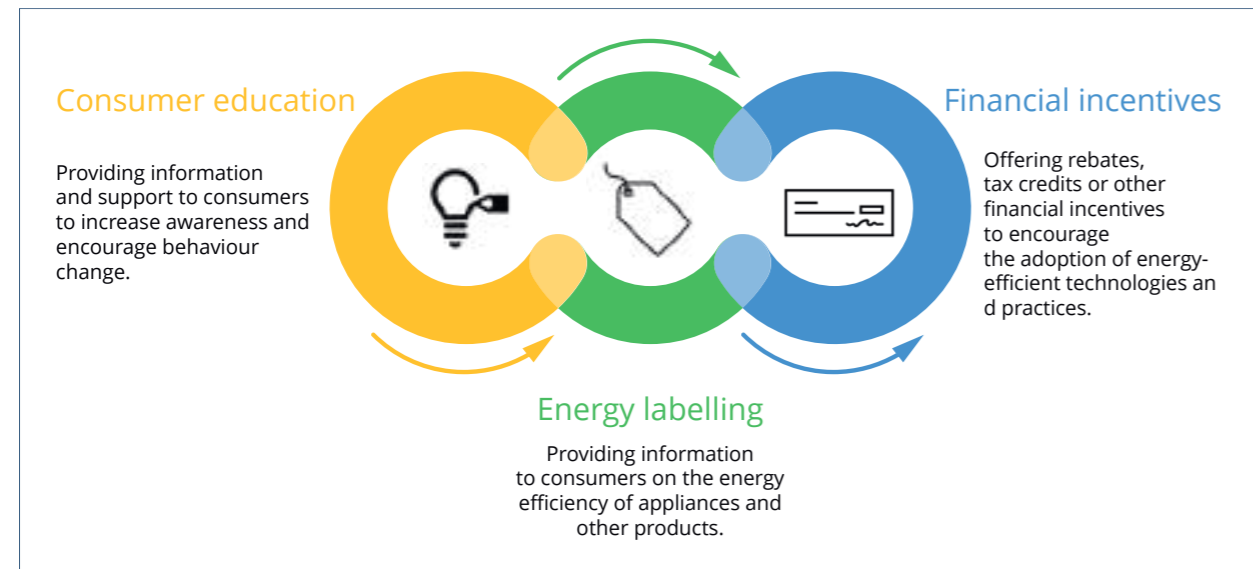 Consumer education
Providing information
and support to consumers
to increase awareness and
encourage behaviour
change.
Energy labelling
Providing information
to consumers on the energy
efficiency of appliances and
other products.
Financial incentives
Offering rebates,
tax credits or other
financial incentives
to encourage
the adoption of energy-
efficient technologies an
d practices.